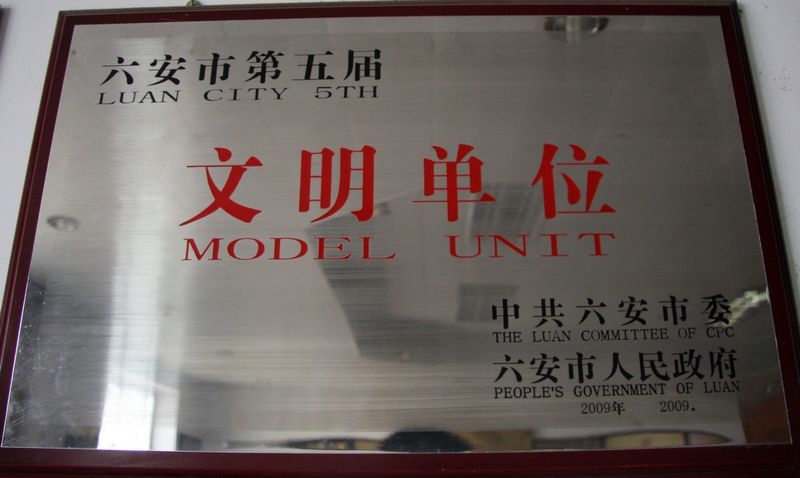 六安市第五届
LUAN CITY 5TH
文明单位
MODEL UNIT
中共六安市委
THE LUAN COMMITTEE OF CPC
六安市人民政府
PEOPLE'S GOVERNMENT OF LUAN
2009年 2009.